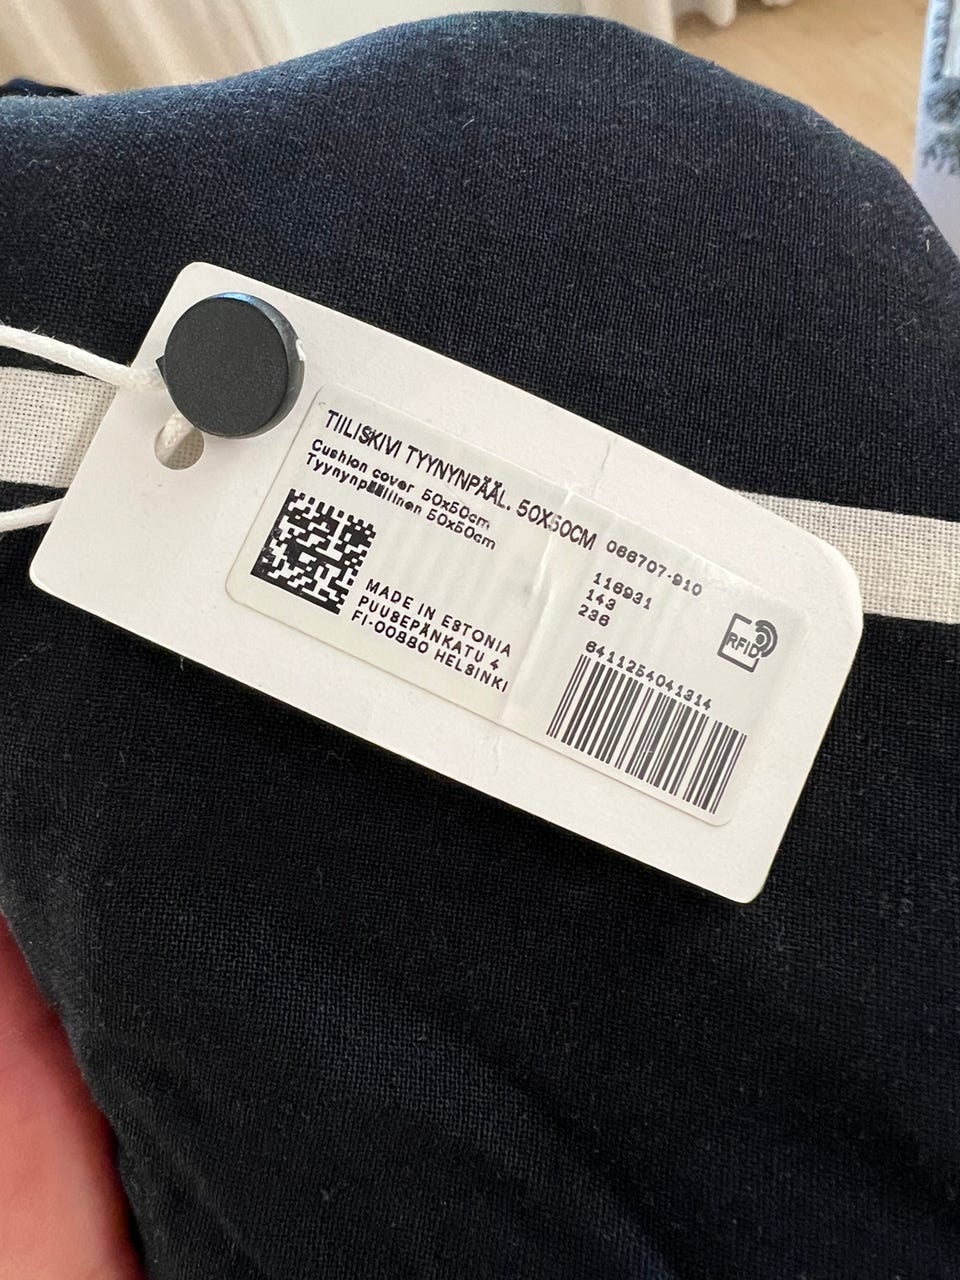 TIILISKIVI TYYNYNPÄÄL. 50X50CM
Cushion cover 50x50cm
Tyynynpäällinen 50x50cm
066707-910
116931
143
236
MADE IN ESTONIA
PUUSEPÄNKATU 4
FI-00880 HELSINKI
RFID
6411254041314